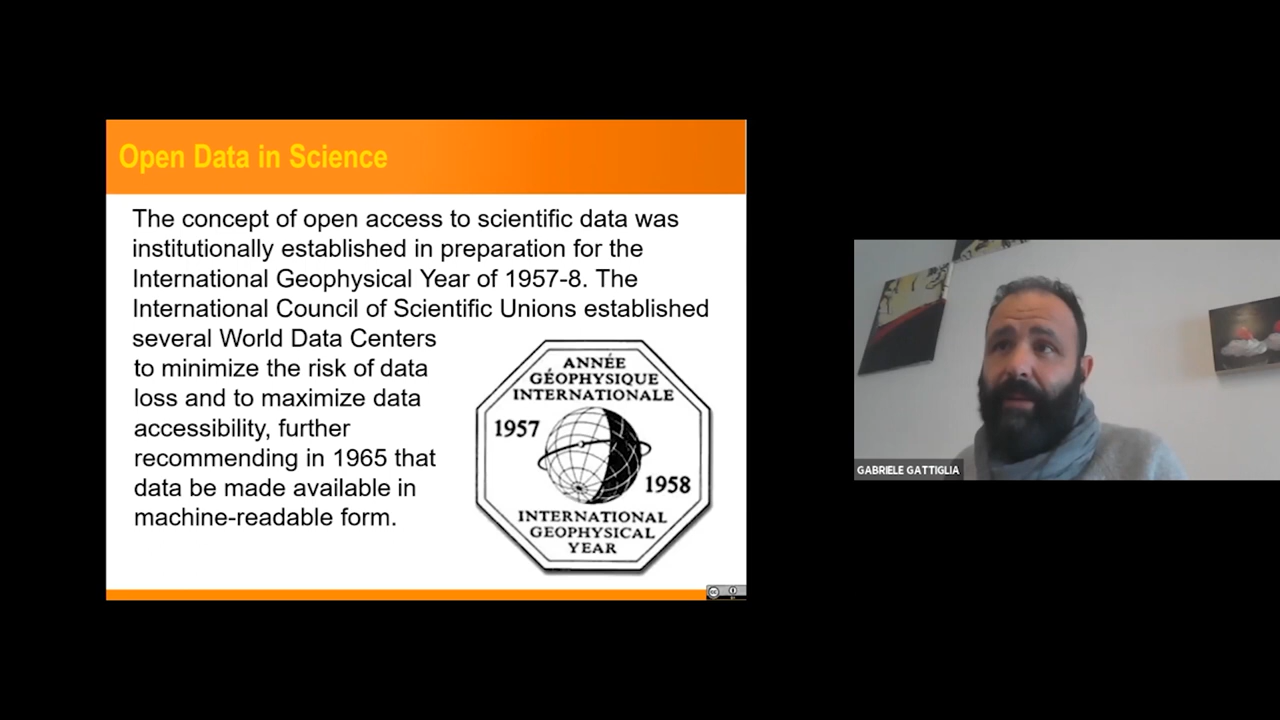 Open Data in Science
The concept of open access to scientific data was
institutionally established in preparation for the
International Geophysical Year of 1957-8. The
International Council of Scientific Unions established
several World Data Centers
to minimize the risk of data
loss and to maximize data
accessibility, further
recommending in 1965 that
data be made available in
machine-readable form.
ANNÉE
GÉOPHYSIQUE
INTERNATIONALE
1957
1958
INTERNATIONAL
GEOPHYSICAL
YEAR
cc
GABRIELE GATTIGLIA